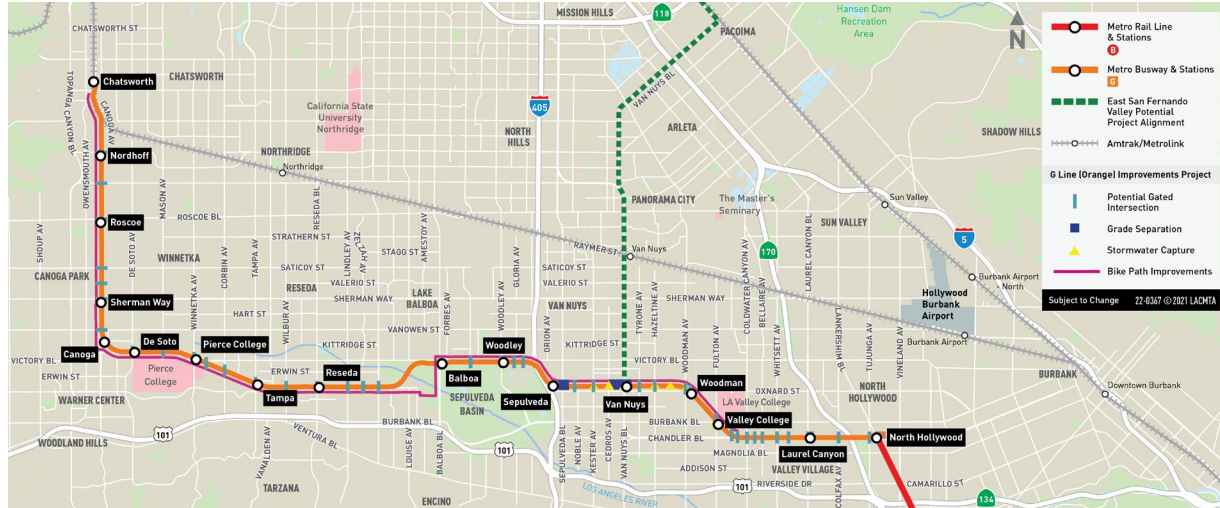 CHATSWORTH ST
MISSION HILLS
118
PACOIMA
Hansen Dam
Recreation
Area
N
Chatsworth
CHATSWORTH
TOPANGA CANYON BL
CANOGA AV
OWENSMOUTH AV
California State
University
Northridge
405
NORTH
HILLS
VAN NUYS BL
ARLETA
SHADOW HILLS
Nordhoff
NORTHRIDGE
Northridge
MASON AV
RESEDA BL
PANORAMA CITY
The Master's
Seminary
SUN VALLEY
Sun Valley
5
170
Roscoe
ROSCOE BL
STRATHERN ST
SHOUP AV
DE SOTO AV
WINNETKA
CORBIN AV
TAMPA AV
LINDLEY AV
ZELZAH AV
STAGG ST
AMESTOY AV
RAYMER ST
Van Nuys
COLDWATER CANYON AV
BELLAIRE AV
LAUREL CANYON BL
CANOGA PARK
SATICOY ST
VALERIO ST
RESEDA
SHERMAN WAY
LAKE
BALBOA
GLORIA AV
SATICOY ST
VALERIO ST
VAN NUYS
SHERMAN WAY
Burbank Airport
- North
Hollywood
Burbank
Airport
Sherman Way
WINNETKA AV
HART ST
WILBUR AV
VANOWEN ST
FORBES AV
WOODLEY AV
ORION AV
TYRONE AV
HAZELTINE AV
WOODMAN AV
FULTON AV
WHITSETT AV
LANKERSHIM BL
TUJUNGA AV
VINELAND AV
Burbank Airport
Canoga
De Soto
Pierce College
KITTRIDGE ST
KITTRIDGE ST
VICTORY BL
VICTORY BL
ERWIN ST
Pierce
College
ERWIN ST
Reseda
Balboa
Woodley
Woodman
BURBANK
WARNER CENTER
Tampa
SEPULVEDA
BASIN
Sepulveda
Van Nuys
OXNARD ST
LA Valley College
NORTH
HOLLYWOOD
Downtown Burbank
WOODLAND HILLS
101
VENTURA BL
BURBANK BL
BURBANK BL
Valley College
CHANDLER BL
North Hollywood
VANALDEN AV
LOUISE AV
BALBOA BL
101
SEPULVEDA BL
NOBLE AV
KESTER AV
CEDROS AV
VAN NUYS BL
MAGNOLIA BL
Laurel Canyon
ADDISON ST
VALLEY VILLAGE
COLFAX AV
TARZANA
ENCINO
LOS ANGELES RIVER
101
RIVERSIDE DR
CAMARILLO ST
134
Metro Rail Line
& Stations
B
Metro Busway & Stations
G
East San Fernando
Valley Potential
Project Alignment
Amtrak/Metrolink
G Line (Orange) Improvements Project
Potential Gated
Intersection
Grade Separation
Stormwater Capture
Bike Path Improvements
Subject to Change 22-0367 © 2021 LACMTA